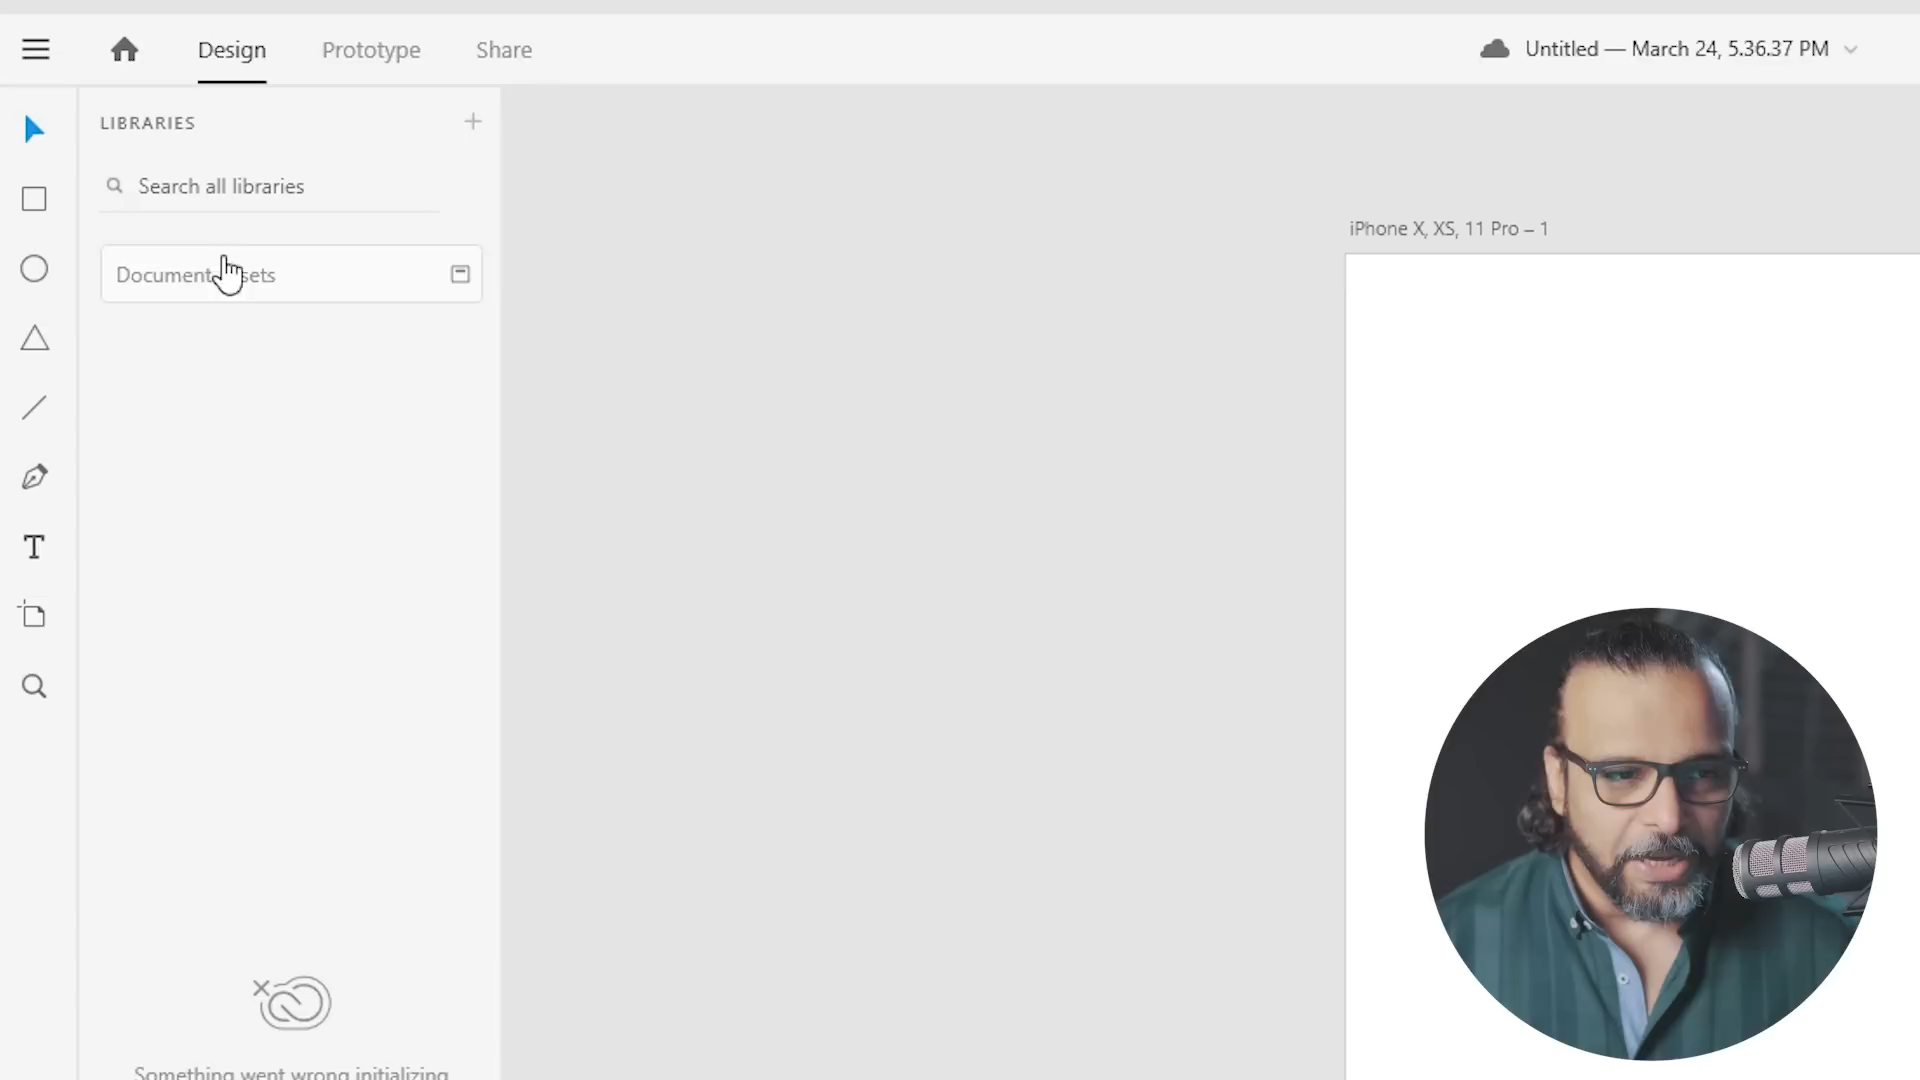 Design Prototype Share
Untitled — March 24, 5.36.37 PM
LIBRARIES
Search all libraries
Document
iPhone X, XS, 11 Pro – 1
T
Something went wrong initializing